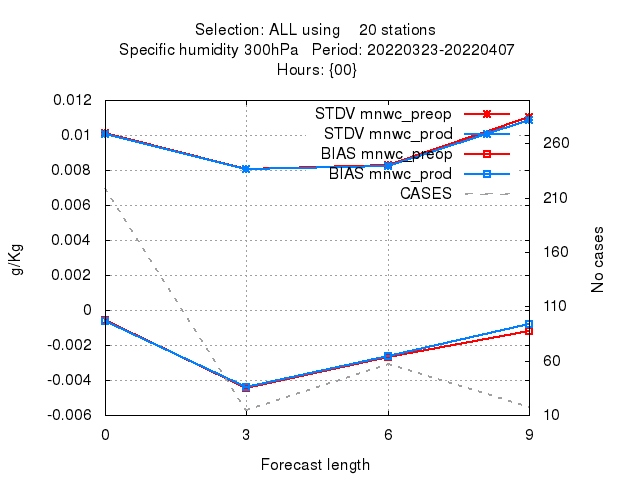 Selection: ALL using    20 stations
Specific humidity 300hPa   Period: 20220323-20220407
Hours: {00}
STDV mnwc_preop
STDV mnwc_prod
BIAS mnwc_preop
BIAS mnwc_prod
CASES
0.012
0.01
0.008
0.006
0.004
0.002
0
-0.002
-0.004
-0.006
g/Kg
260
210
160
110
60
10
No cases
0
3
6
9
Forecast length